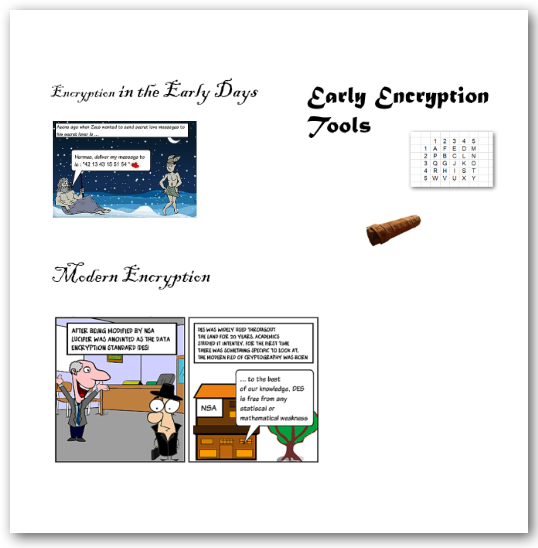 Encryption in the Early Days
Early Encryption
Tools
Aeons ago when Zeus wanted to send secret love messages to
his secret lover Io ...
Hermes, deliver my message to
Io : "42 13 43 15 51 54"
1 2 3 4 5
1 A F E D M
2 P B C L N
3 Q G J K O
4 R H I S T
5 W V U X Y
Modern Encryption
AFTER BEING MODIFIED BY NSA
LUCIFER WAS ANOINTED AS THE DATA
ENCRYPTION STANDARD (DES)
DES WAS WIDELY USED THROUGHOUT
THE LAND FOR 20 YEARS. ACADEMICS
STUDIED IT INTENTLY. FOR THE FIRST TIME
THERE WAS SOMETHING SPECIFIC TO LOOK AT.
THE MODERN FIED OF CRYPTOGRAPHY WAS BORN
... to the best
of our knowledge, DES
is free from any
statiscal or
mathematical weakness
NSA